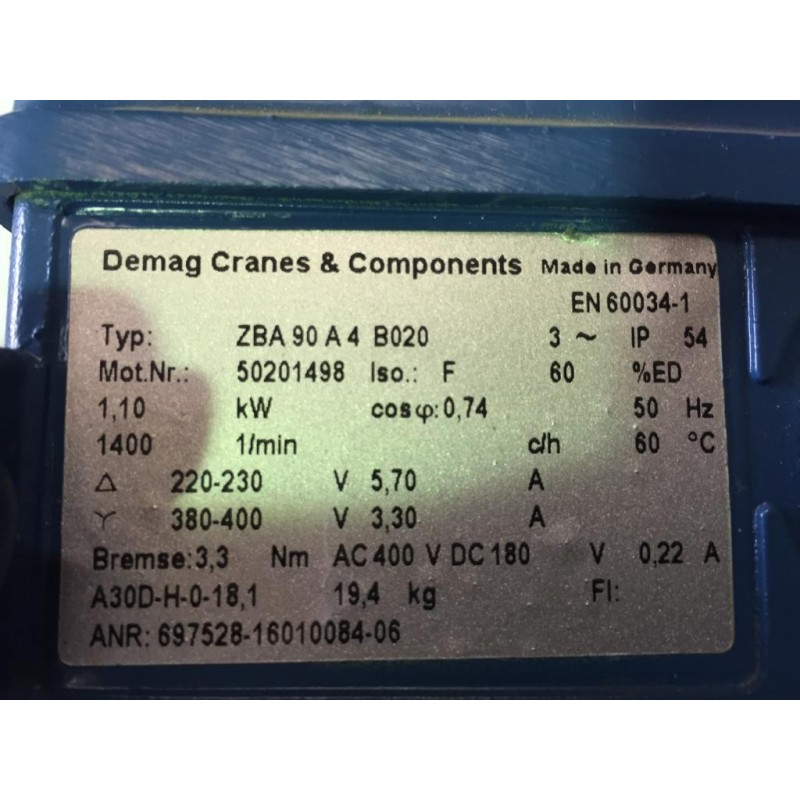 Demag Cranes & Components Made in Germany
EN 60034-1
Typ: ZBA 90 A 4 B020 3 ~ IP 54
Mot.Nr.: 50201498 Iso.: F 60 %ED
1,10 kW cosφ:0,74 50 Hz
1400 1/min c/h 60 °C
△ 220-230 V 5,70 A
Y 380-400 V 3,30 A
Bremse:3,3 Nm AC 400 V DC 180 V 0,22 A
A30D-H-0-18,1 19,4 kg FI:
ANR: 697528-16010084-06